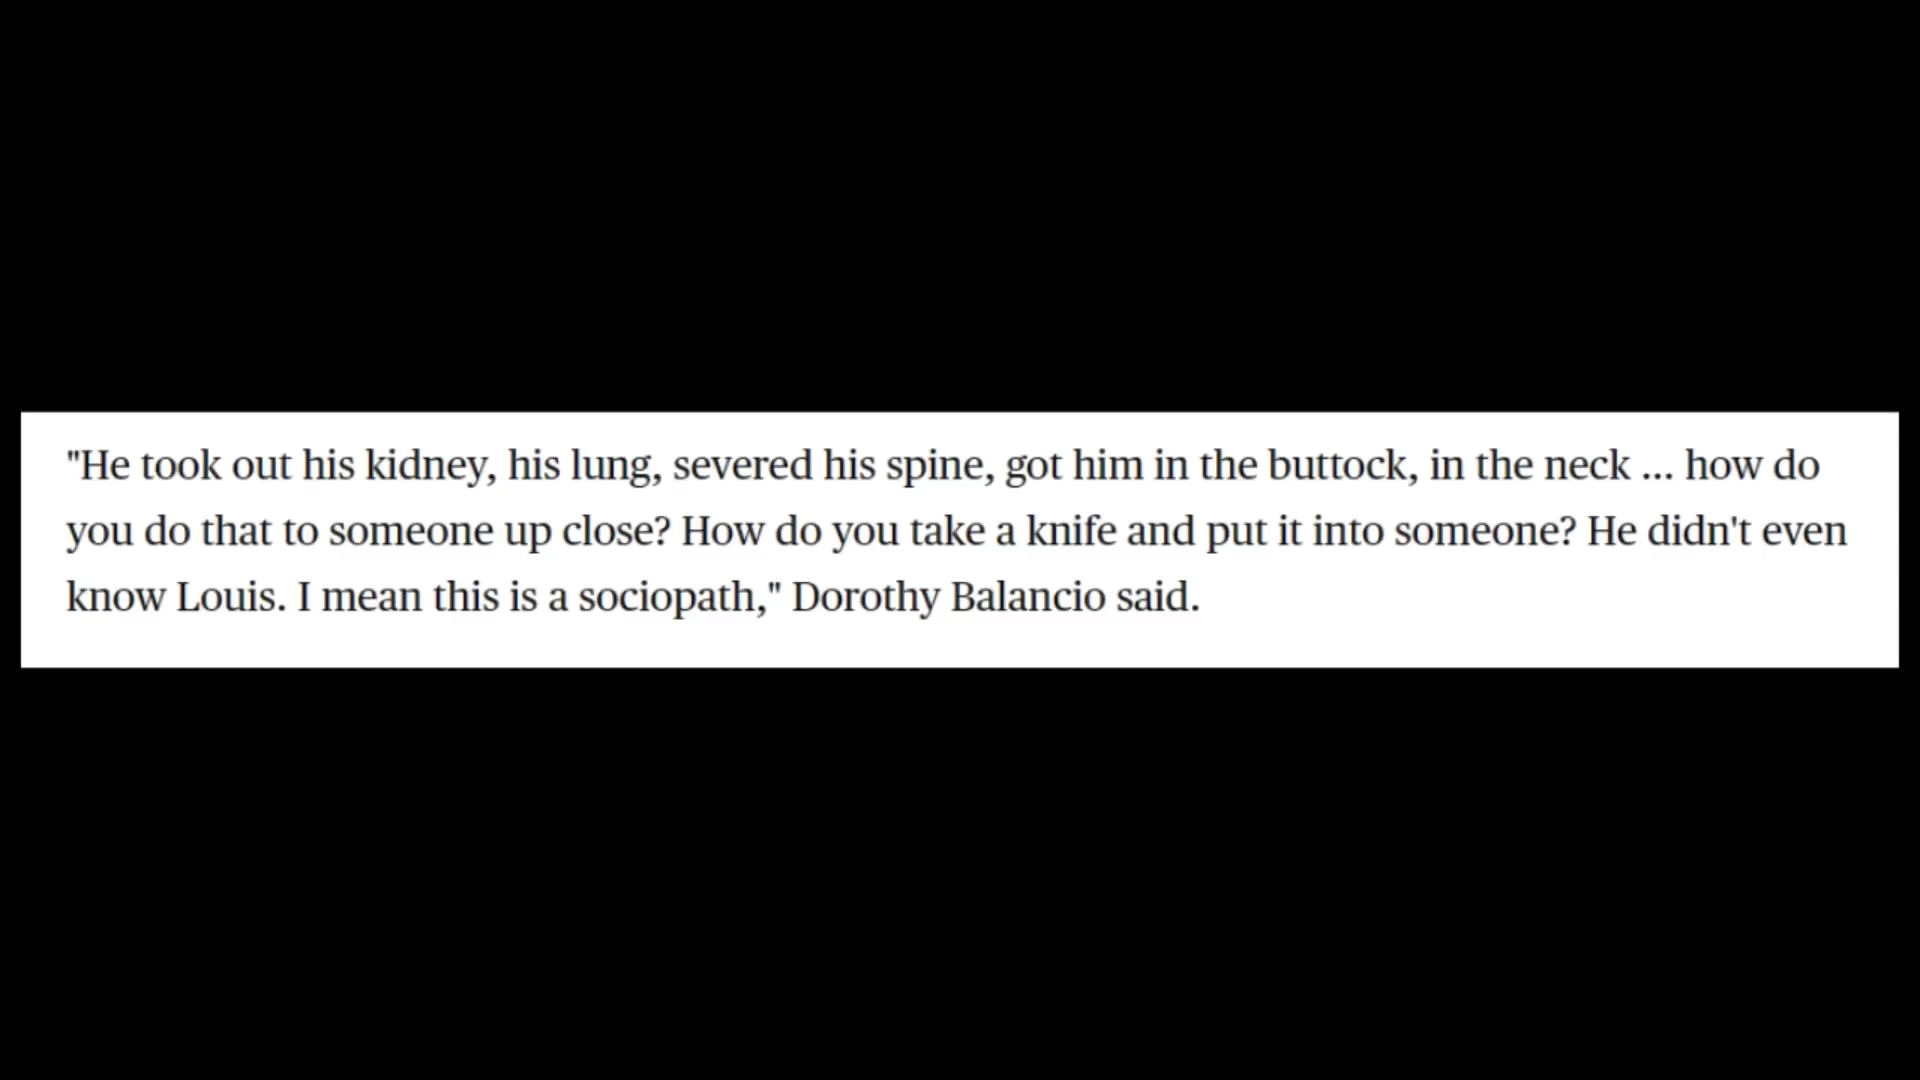 "He took out his kidney, his lung, severed his spine, got him in the buttock, in the neck ... how do
you do that to someone up close? How do you take a knife and put it into someone? He didn't even
know Louis. I mean this is a sociopath," Dorothy Balancio said.